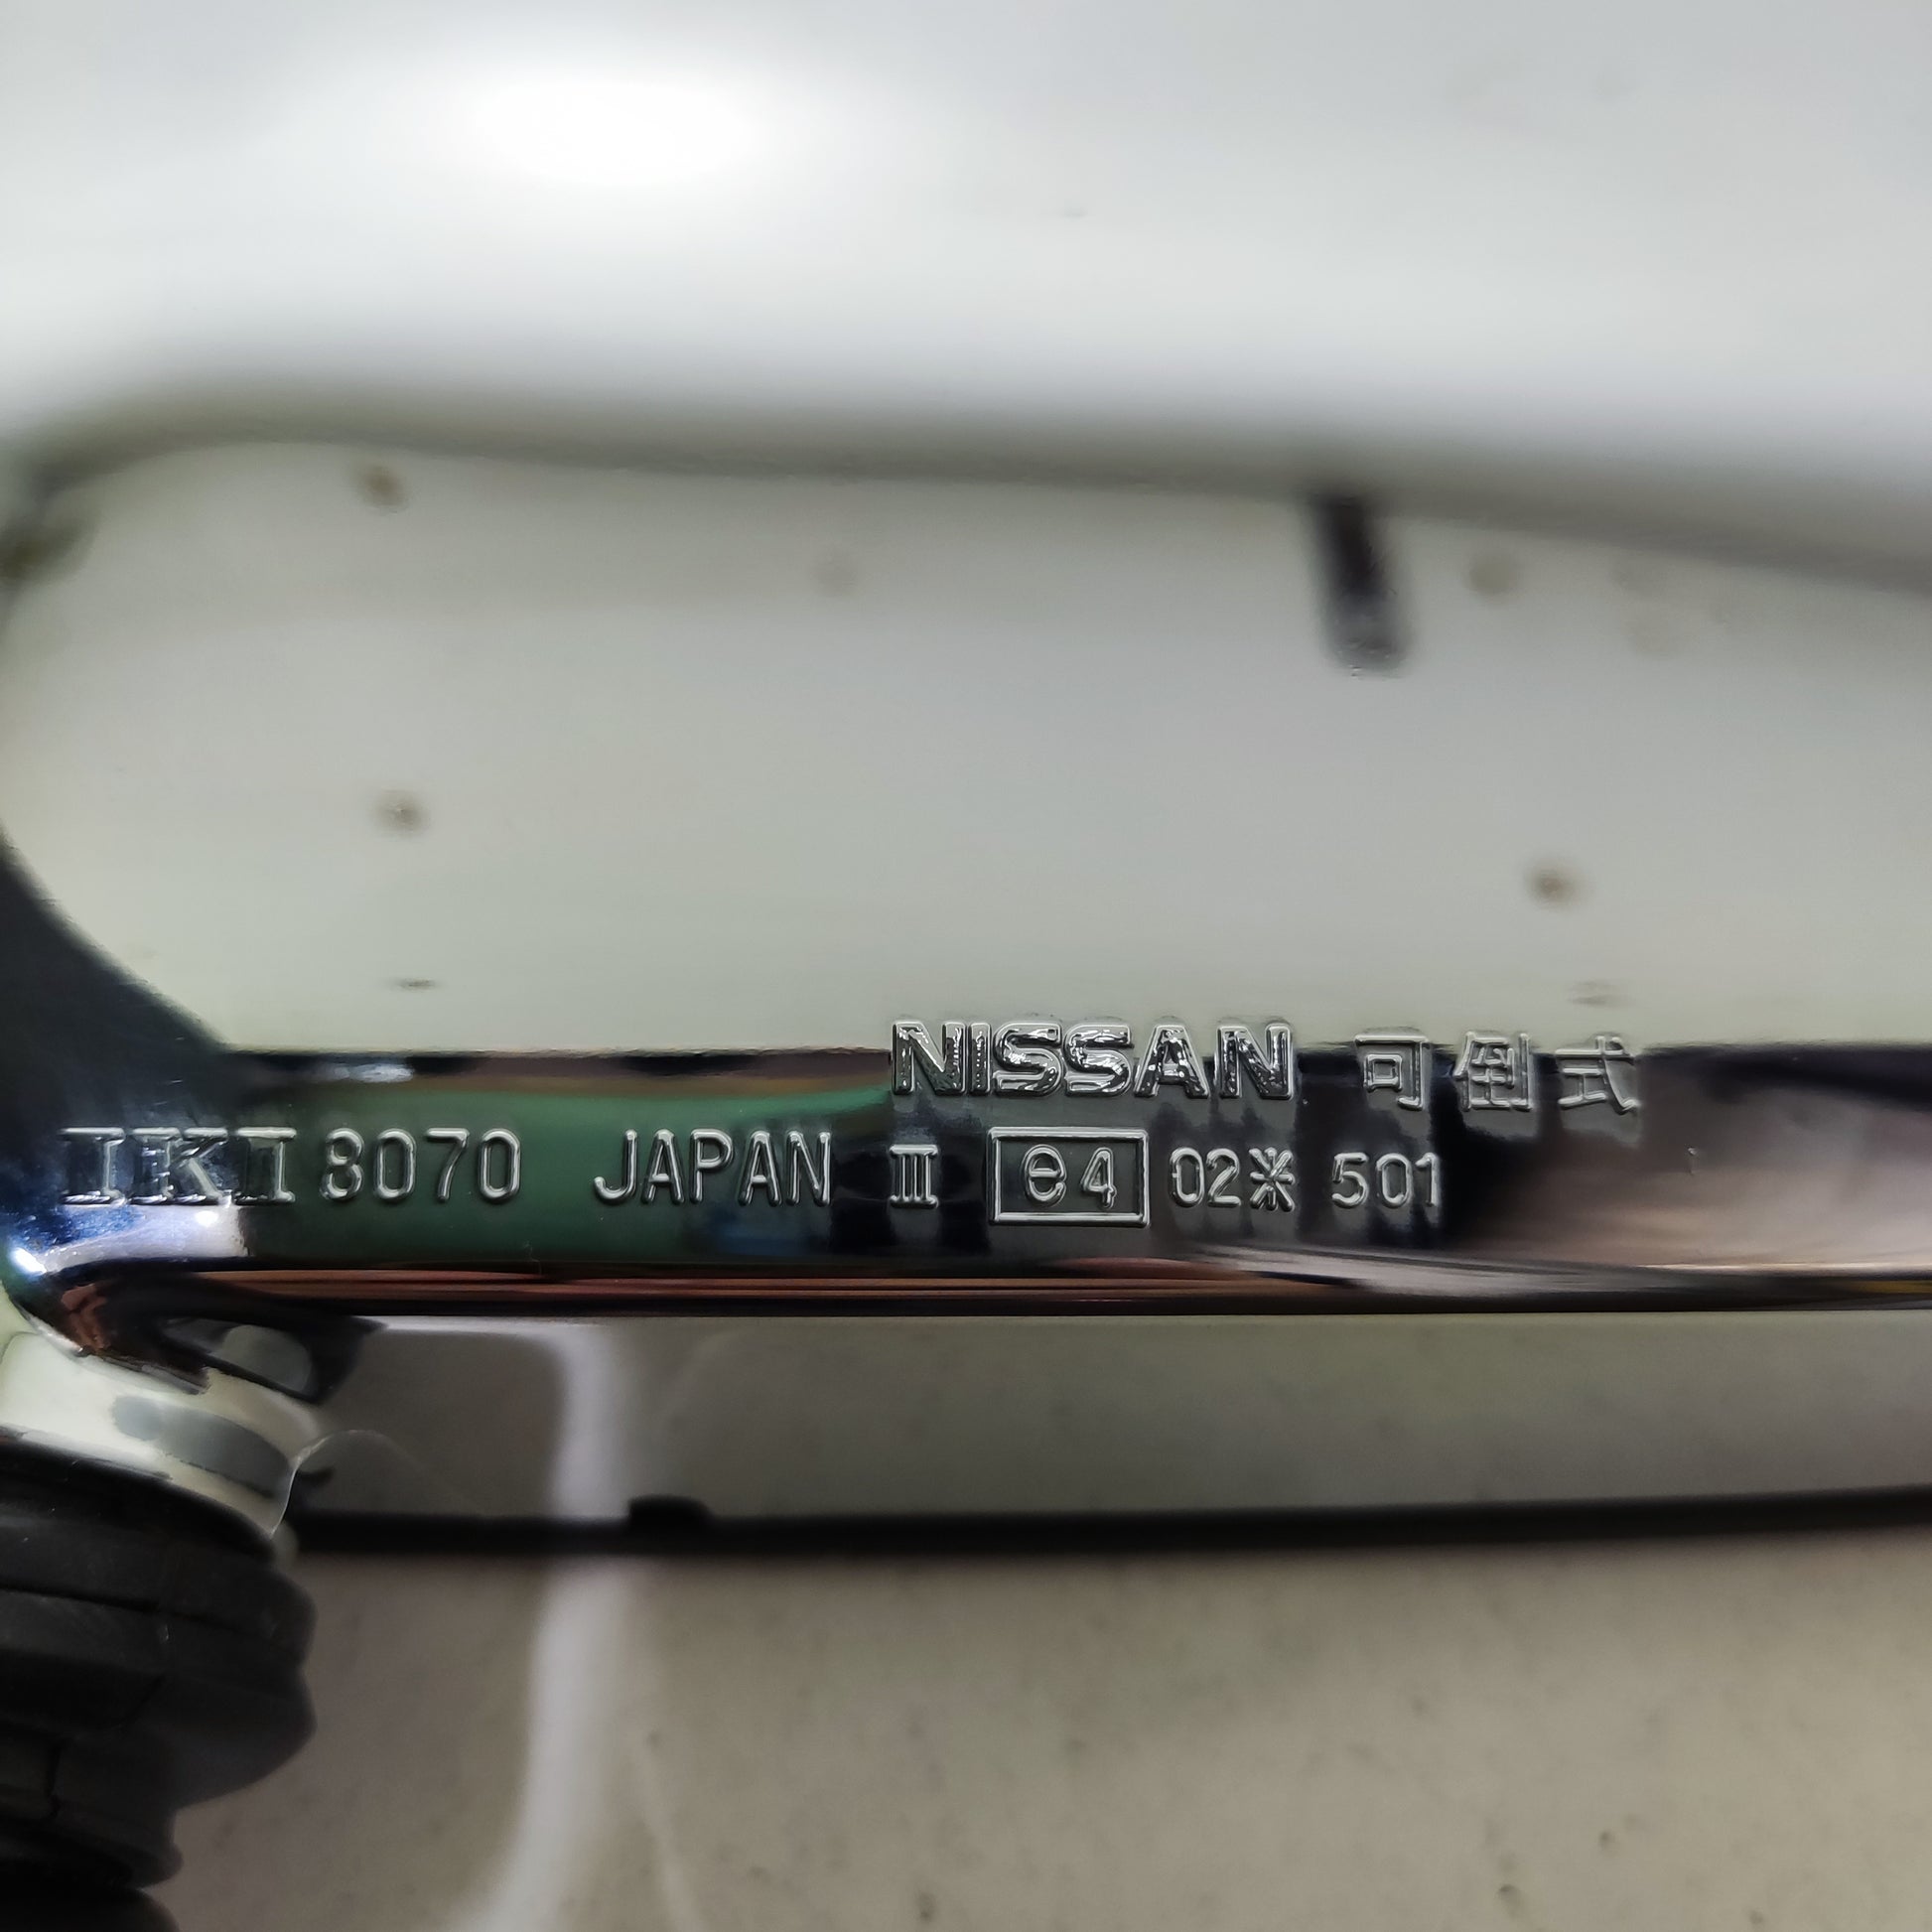 NISSAN 可倒式
IKI 8070 JAPAN III e4 02※ 501